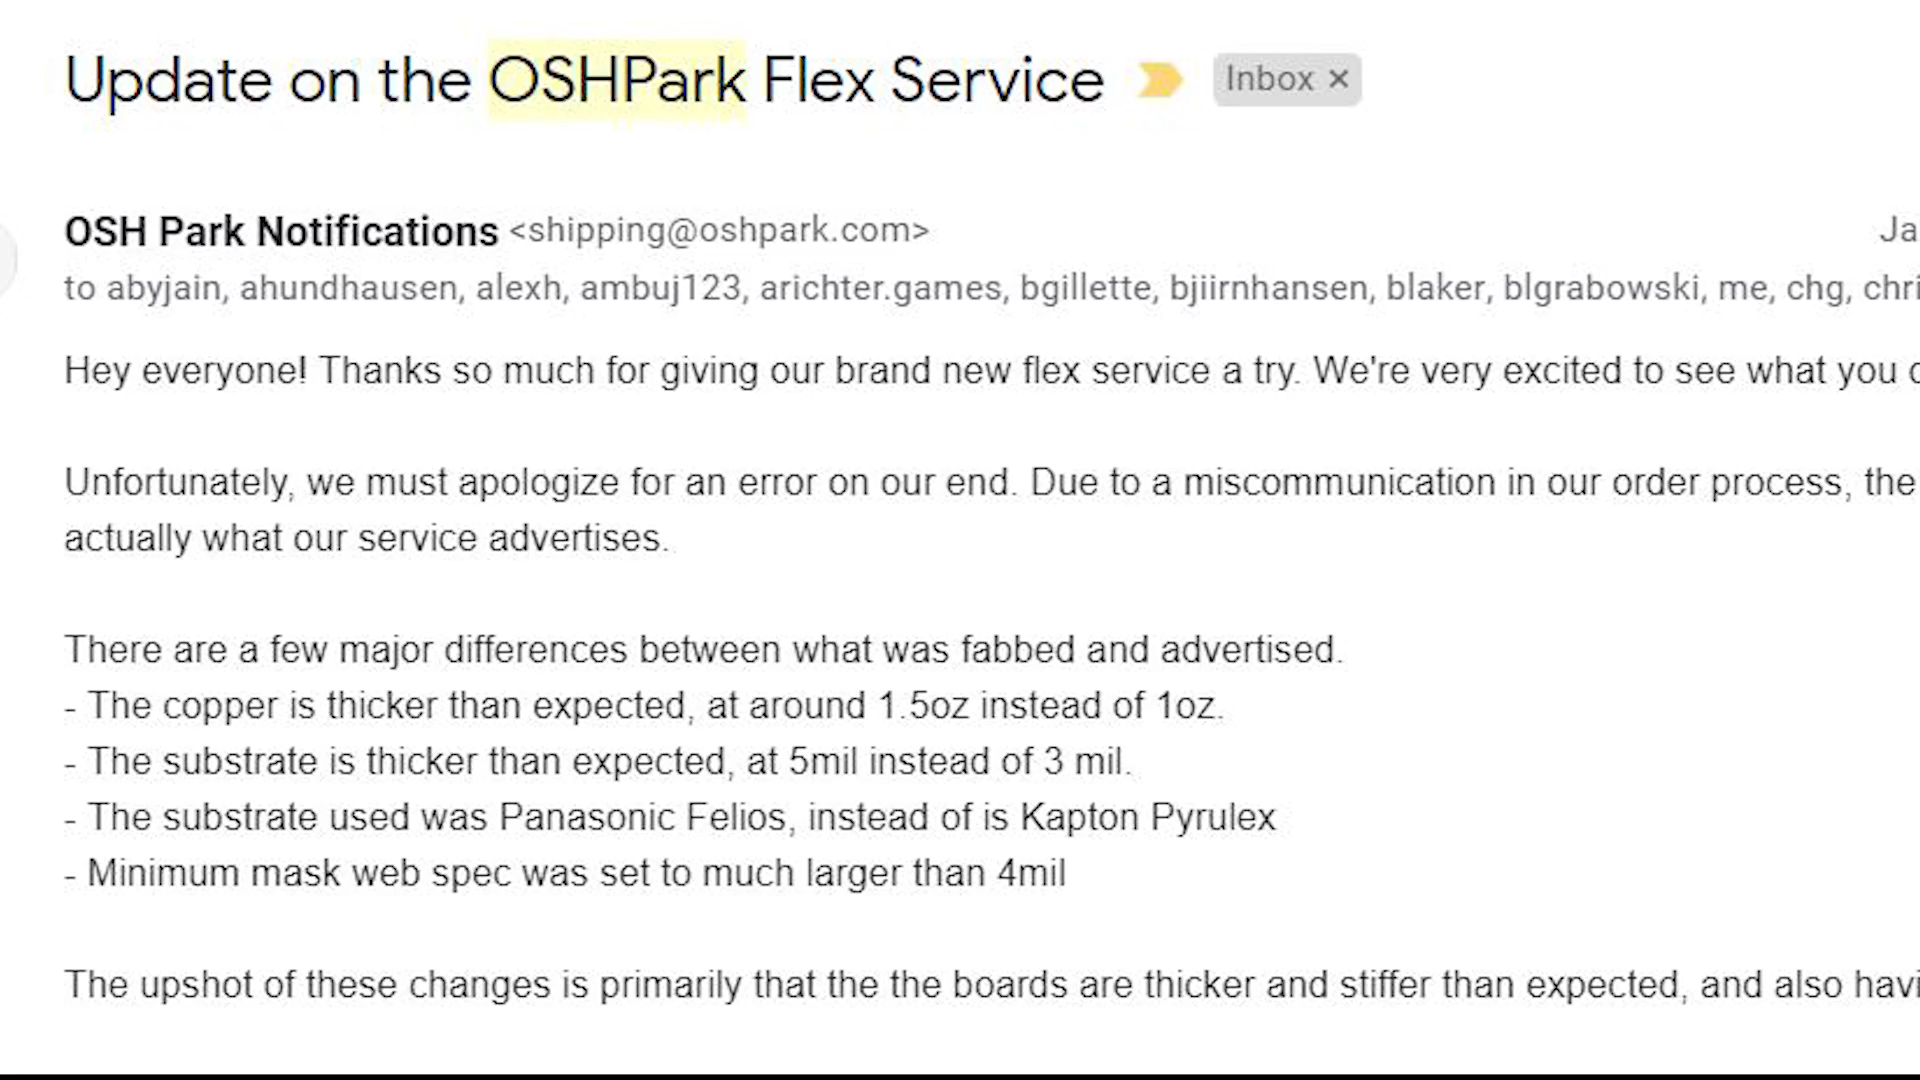 Update on the OSHPark Flex Service Inbox ×
OSH Park Notifications <shipping@oshpark.com> Ja
to abyjain, ahundhausen, alexh, ambuj123, arichter.games, bgillette, bjiirnhansen, blaker, blgrabowski, me, chg, chri
Hey everyone! Thanks so much for giving our brand new flex service a try. We're very excited to see what you
Unfortunately, we must apologize for an error on our end. Due to a miscommunication in our order process, the
actually what our service advertises.
There are a few major differences between what was fabbed and advertised.
- The copper is thicker than expected, at around 1.5oz instead of 1oz.
- The substrate is thicker than expected, at 5mil instead of 3 mil.
- The substrate used was Panasonic Felios, instead of is Kapton Pyrulex
- Minimum mask web spec was set to much larger than 4mil
The upshot of these changes is primarily that the the boards are thicker and stiffer than expected, and also havi